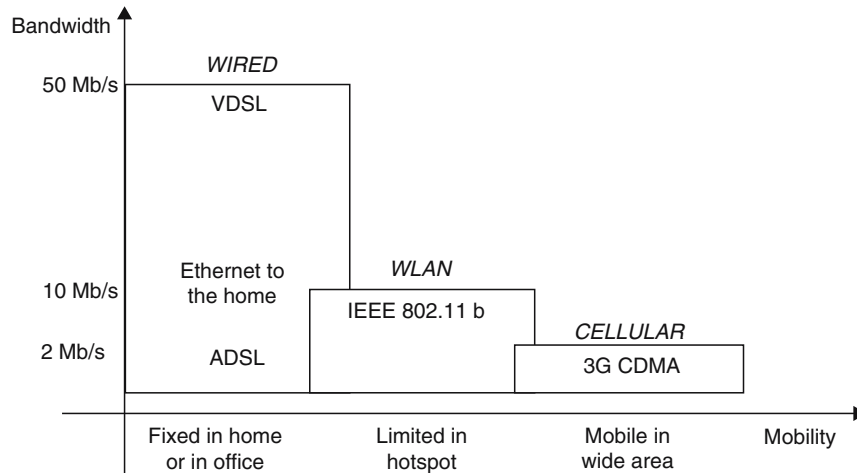 Bandwidth
WIRED
50 Mb/s
VDSL
Ethernet to
the home
WLAN
10 Mb/s
IEEE 802.11 b
CELLULAR
2 Mb/s
ADSL
3G CDMA
Fixed in home
or in office
Limited in
hotspot
Mobile in
wide area
Mobility